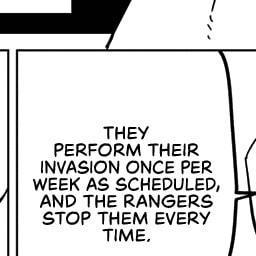 THEY
PERFORM THEIR
INVASION ONCE PER
WEEK AS SCHEDULED,
AND THE RANGERS
STOP THEM EVERY
TIME.